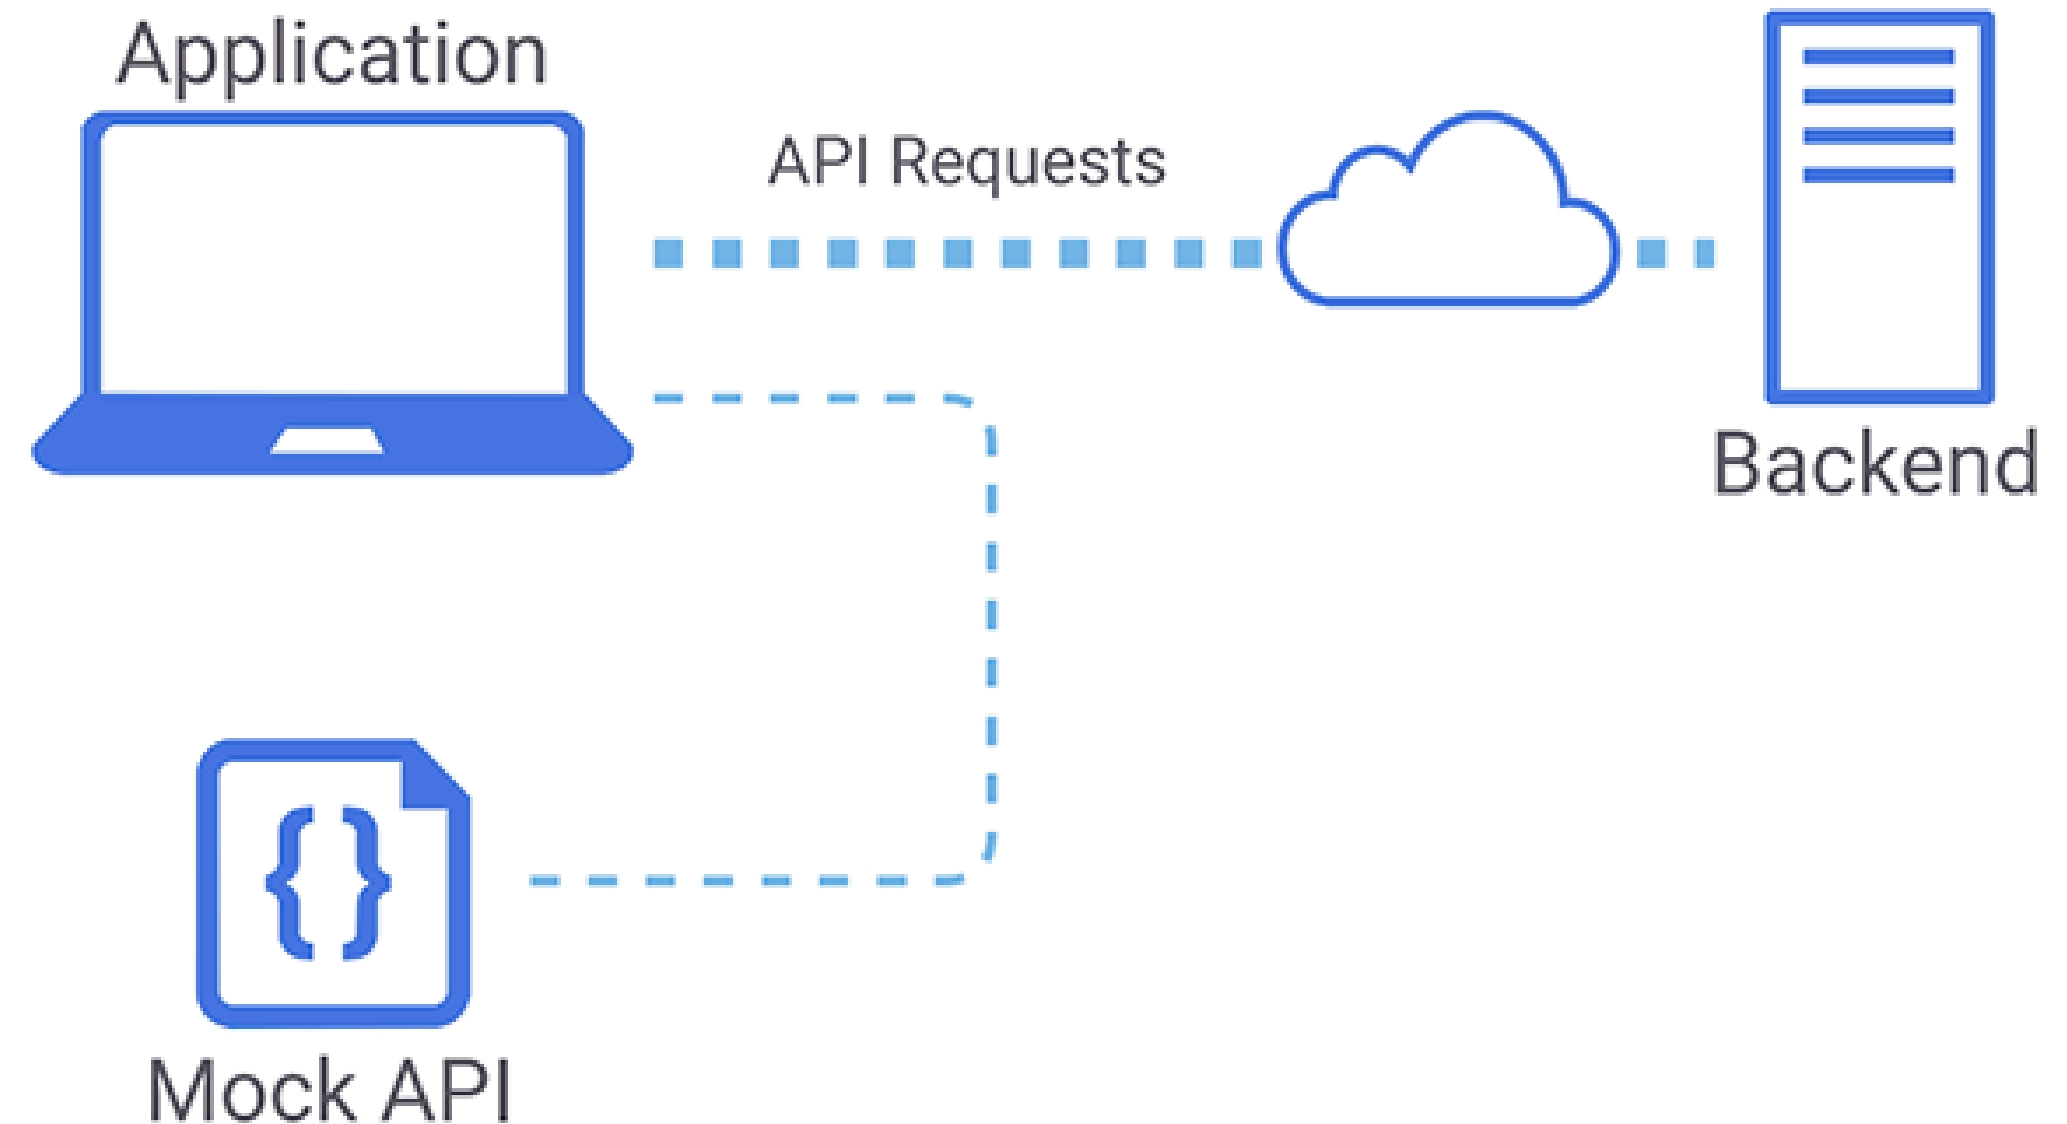 Application
API Requests
Backend
{ }
Mock API